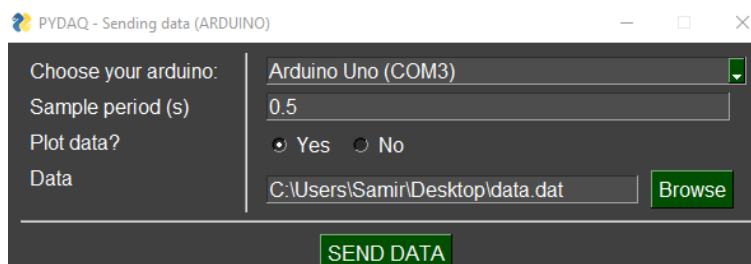 PYDAQ - Sending data (ARDUINO)
Choose your arduino: Arduino Uno (COM3)
Sample period (s) 0.5
Plot data? Yes No
Data C:\Users\Samir\Desktop\data.dat Browse
SEND DATA